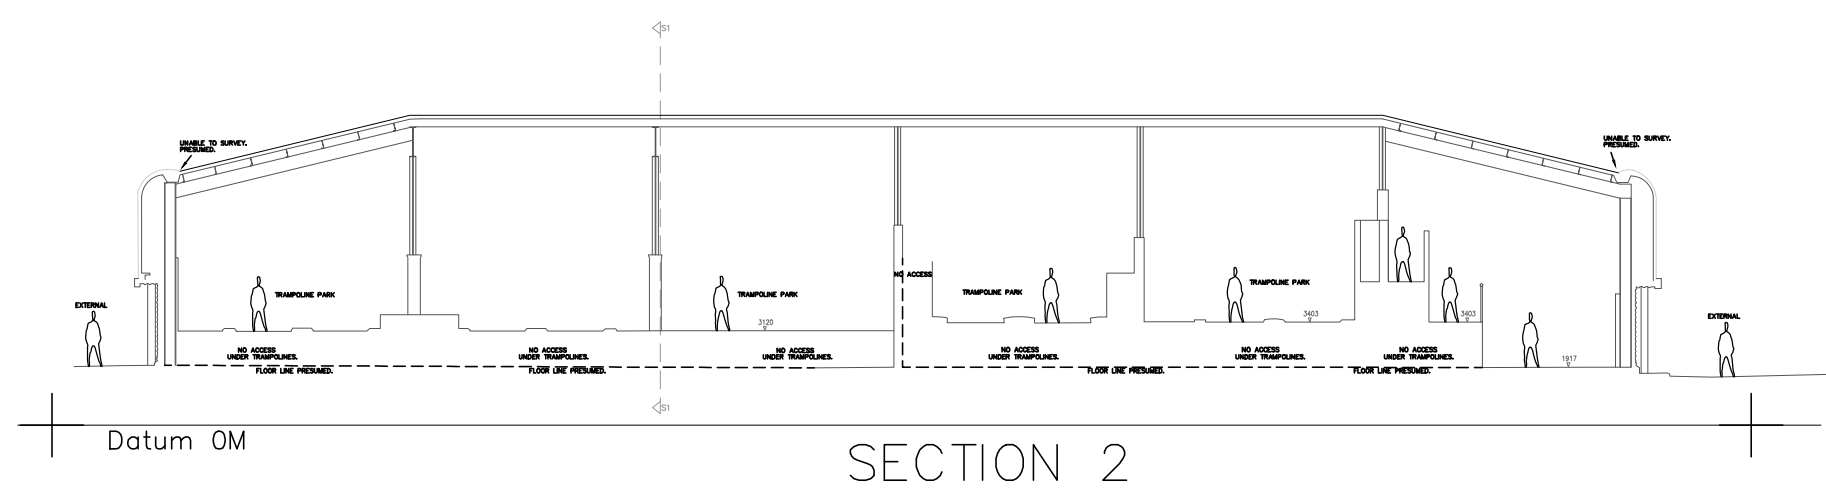 S1
UNABLE TO SURVEY.
PRESUMED.
UNABLE TO SURVEY.
PRESUMED.
NO ACCESS
EXTERNAL
TRAMPOLINE PARK
TRAMPOLINE PARK
TRAMPOLINE PARK
TRAMPOLINE PARK
EXTERNAL
3120
3403
3403
NO ACCESS
UNDER TRAMPOLINES.
NO ACCESS
UNDER TRAMPOLINES.
NO ACCESS
UNDER TRAMPOLINES.
NO ACCESS
UNDER TRAMPOLINES.
NO ACCESS
UNDER TRAMPOLINES.
NO ACCESS
UNDER TRAMPOLINES.
1917
FLOOR LINE PRESUMED.
FLOOR LINE PRESUMED.
FLOOR LINE PRESUMED.
FLOOR LINE PRESUMED.
S1
Datum 0M
SECTION 2